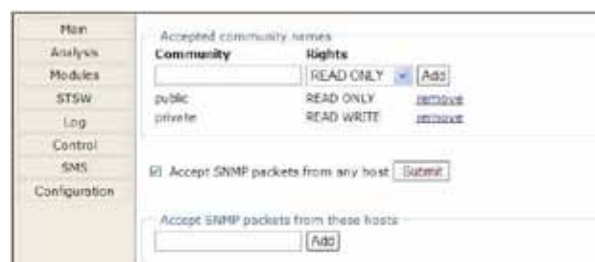 Main
Analysis
Modules
STSW
Log
Control
SMS
Configuration
Accepted community names
Community Rights
READ ONLY Add
public READ ONLY remove
private READ WRITE remove
Accept SNMP packets from any host Submit
Accept SNMP packets from these hosts
Add